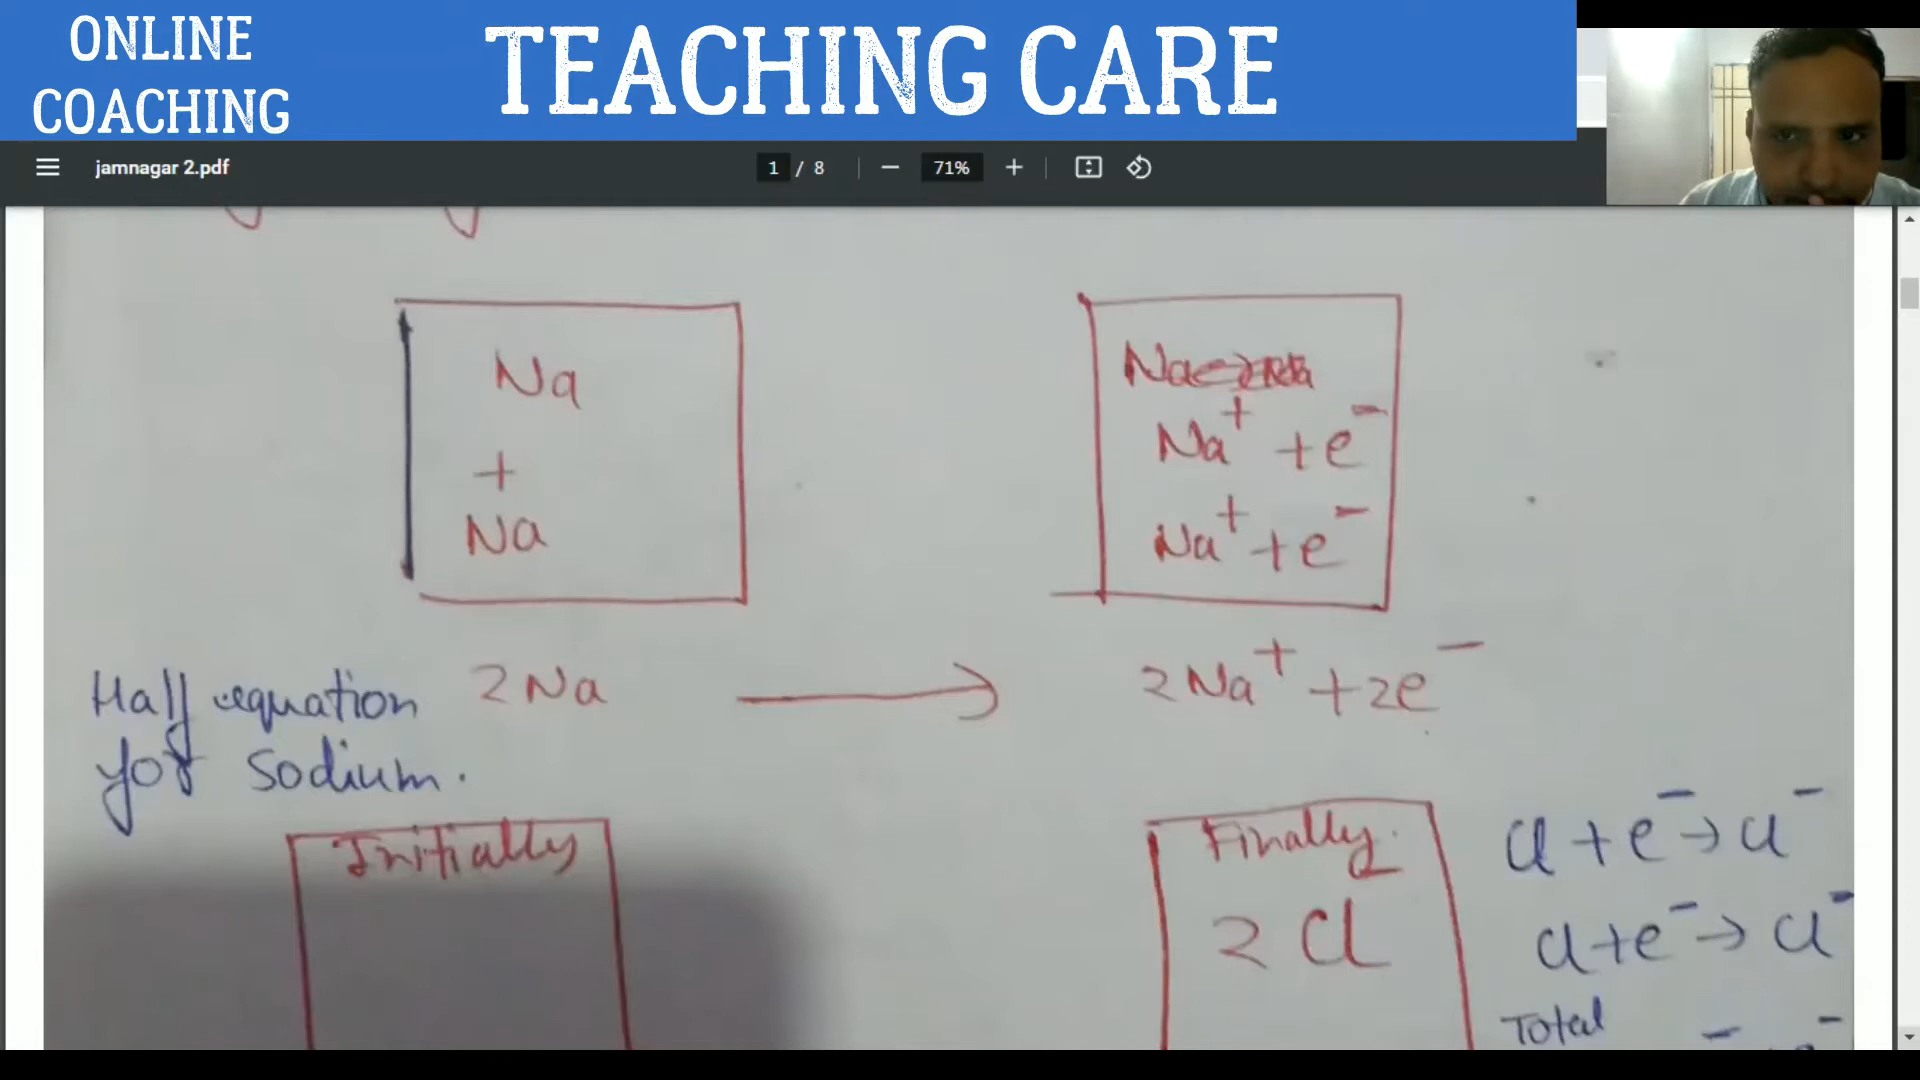 ONLINE
COACHING
TEACHING CARE
jamnagar 2.pdf
1 / 8
71%
Na
+
Na
Na
Na⁺ + e⁻
Na⁺ + e⁻
Half equation 2Na → 2Na⁺ + 2e⁻
for sodium.
Initially
Finally
2 Cl
Cl + e⁻ → Cl⁻
Cl + e⁻ → Cl⁻
Total